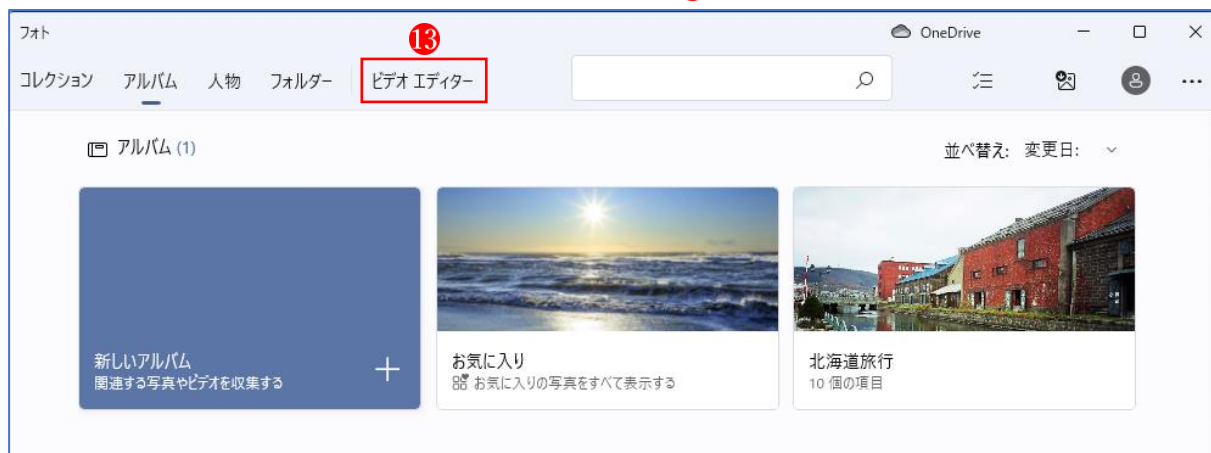 フォト
⓭
OneDrive
コレクション アルバム 人物 フォルダー ビデオ エディター
アルバム (1)
並べ替え: 変更日:
新しいアルバム
関連する写真やビデオを収集する
お気に入り
お気に入りの写真をすべて表示する
北海道旅行
10 個の項目